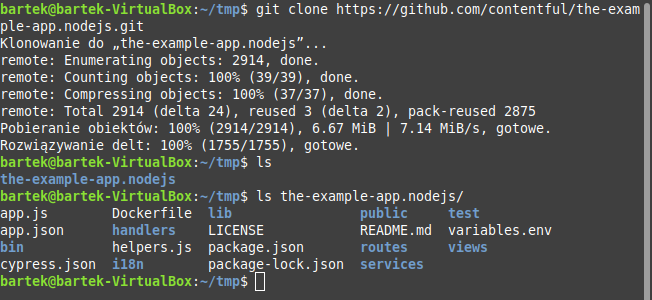 bartek@bartek-VirtualBox:~/tmp$ git clone https://github.com/contentful/the-exam
ple-app.nodejs.git
Klonowanie do „the-example-app.nodejs”...
remote: Enumerating objects: 2914, done.
remote: Counting objects: 100% (39/39), done.
remote: Compressing objects: 100% (37/37), done.
remote: Total 2914 (delta 24), reused 3 (delta 2), pack-reused 2875
Pobieranie obiektów: 100% (2914/2914), 6.67 MiB | 7.14 MiB/s, gotowe.
Rozwiązywanie delt: 100% (1755/1755), gotowe.
bartek@bartek-VirtualBox:~/tmp$ ls
the-example-app.nodejs
bartek@bartek-VirtualBox:~/tmp$ ls the-example-app.nodejs/
app.js        Dockerfile  lib                public     test
app.json      handlers    LICENSE            README.md  variables.env
bin           helpers.js  package.json       routes     views
cypress.json  i18n        package-lock.json  services
bartek@bartek-VirtualBox:~/tmp$